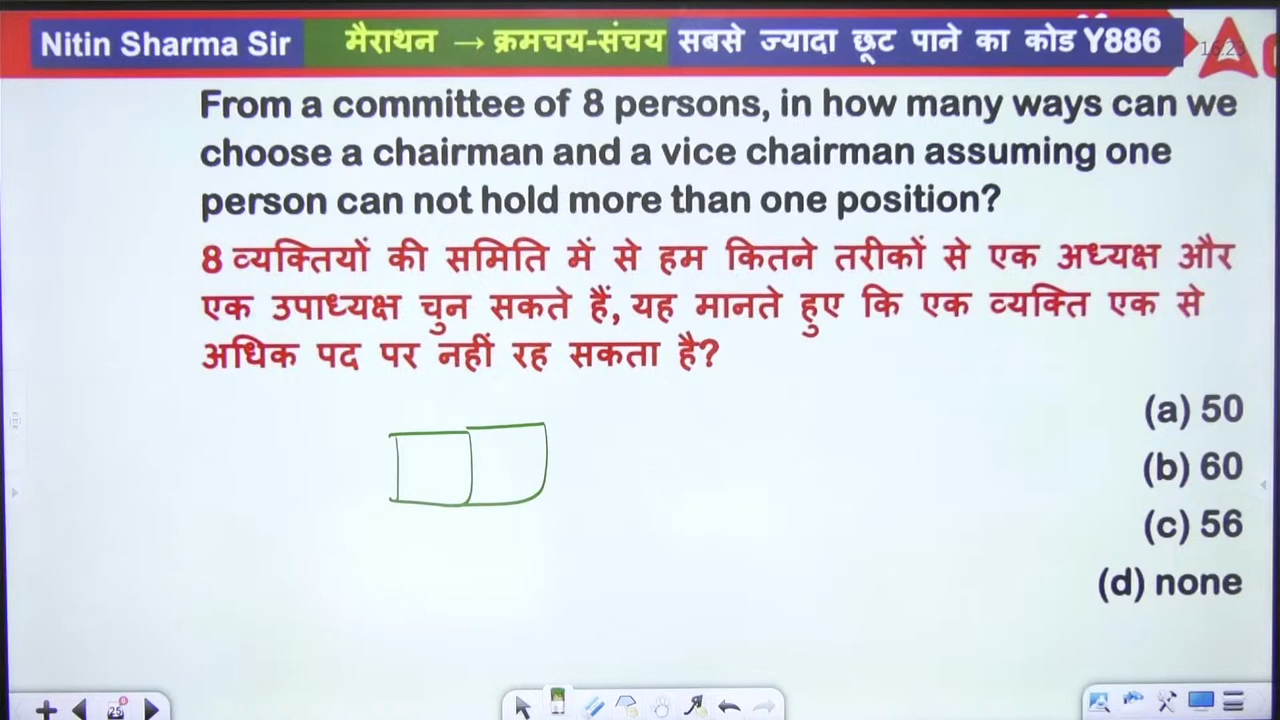 Nitin Sharma Sir मैराथन → क्रमचय-संचय सबसे ज्यादा छूट पाने का कोड Y886
From a committee of 8 persons, in how many ways can we
choose a chairman and a vice chairman assuming one
person can not hold more than one position?
8 व्यक्तियों की समिति में से हम कितने तरीकों से एक अध्यक्ष और
एक उपाध्यक्ष चुन सकते हैं, यह मानते हुए कि एक व्यक्ति एक से
अधिक पद पर नहीं रह सकता है?
(a) 50
(b) 60
(c) 56
(d) none
25